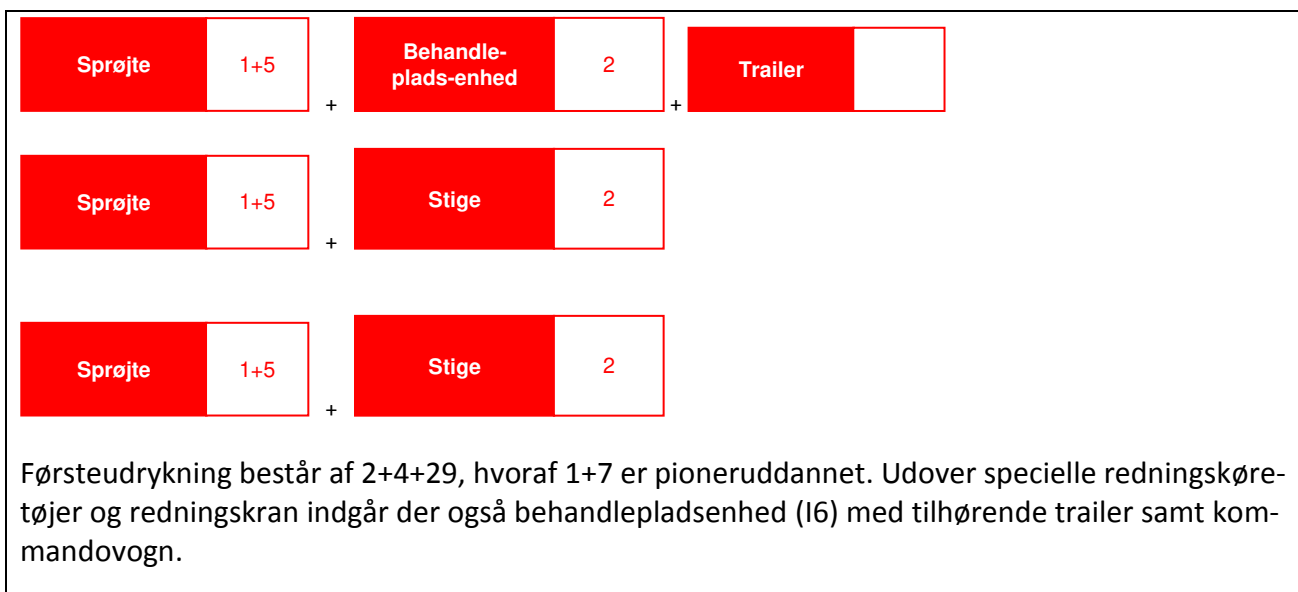 Sprøjte 1+5 + Behandle-
plads-enhed 2 + Trailer
Sprøjte 1+5 + Stige 2
Sprøjte 1+5 + Stige 2
Førsteudrykning består af 2+4+29, hvoraf 1+7 er pioneruddannet. Udover specielle redningskøre-
tøjer og redningskran indgår der også behandlepladsenhed (I6) med tilhørende trailer samt kom-
mandovogn.